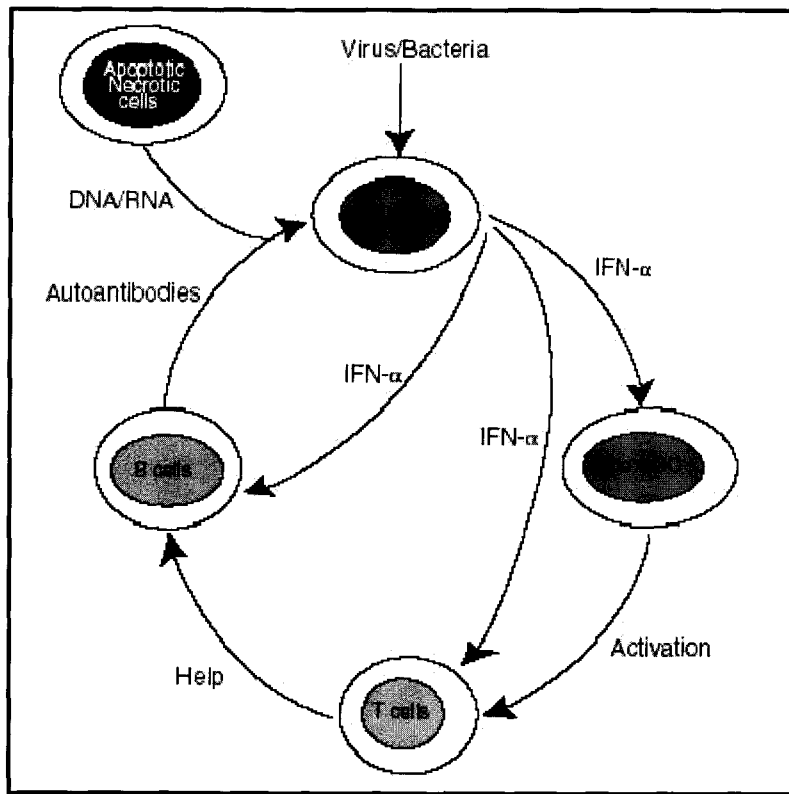 Apoptotic
Necrotic
cells
Virus/Bacteria
DNA/RNA
IFN-α
Autoantibodies
IFN-α
IFN-α
B cells
Activation
Help
T cells